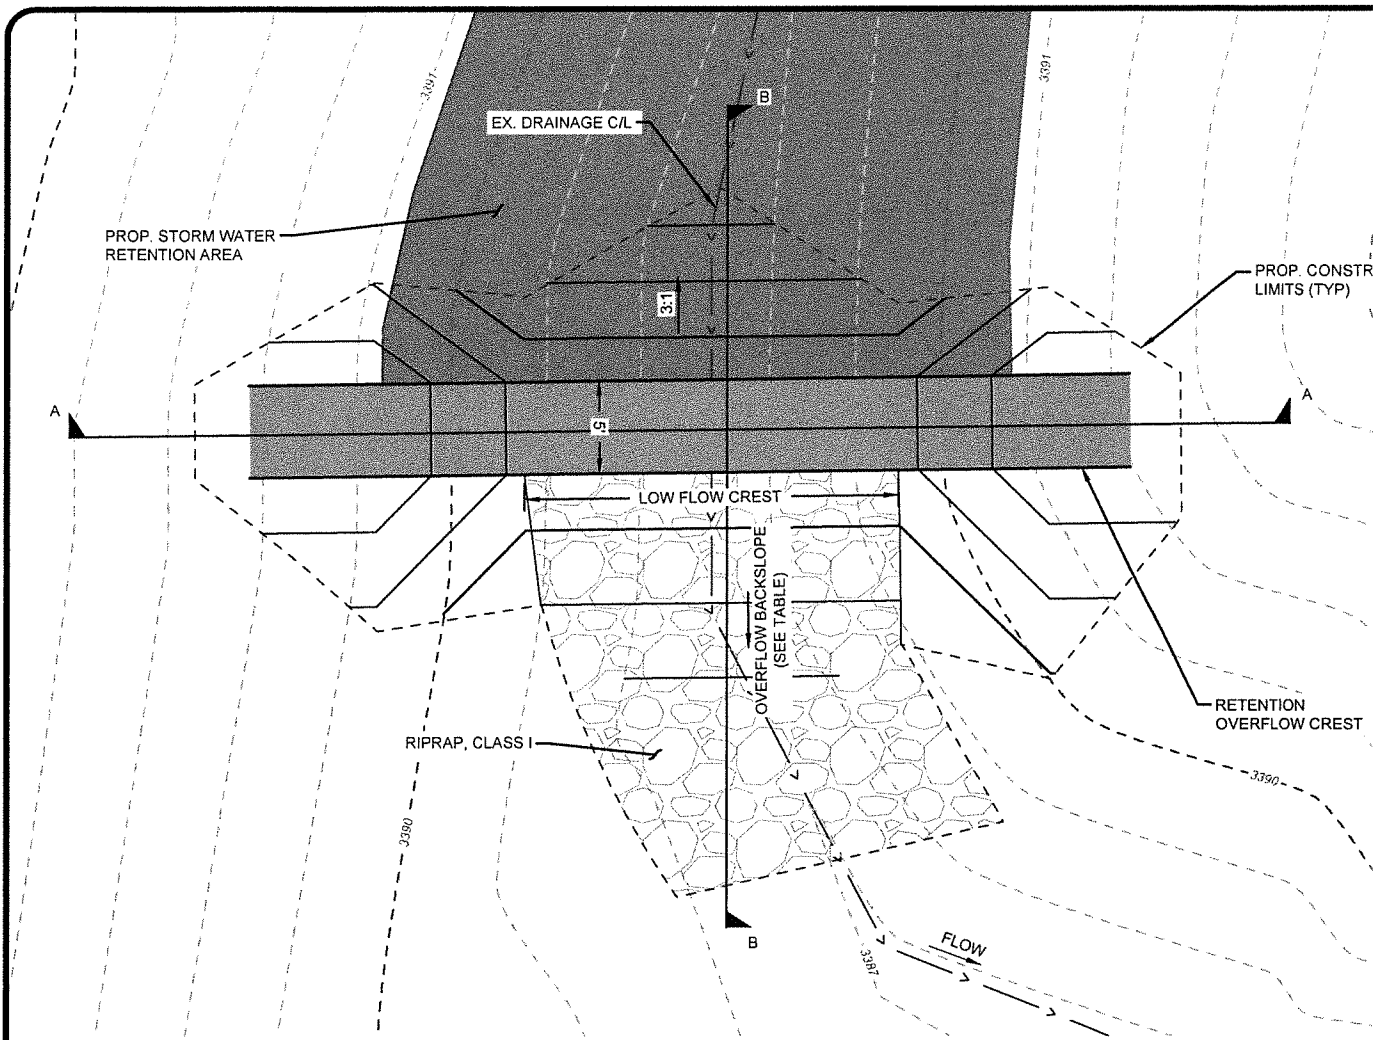 3391
3391
B
EX. DRAINAGE C/L
PROP. STORM WATER
RETENTION AREA
3:1
PROP. CONSTR
LIMITS (TYP)
A
A
5'
LOW FLOW CREST
OVERFLOW BACKSLOPE
(SEE TABLE)
RETENTION
OVERFLOW CREST
RIPRAP, CLASS I
3390
3390
B
FLOW
3387